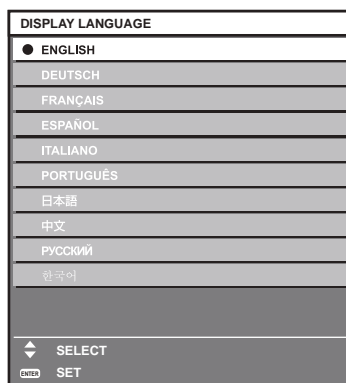 DISPLAY LANGUAGE
ENGLISH
DEUTSCH
FRANÇAIS
ESPAÑOL
ITALIANO
PORTUGUÊS
日本語
中文
РУССКИЙ
한국어
SELECT
ENTER SET